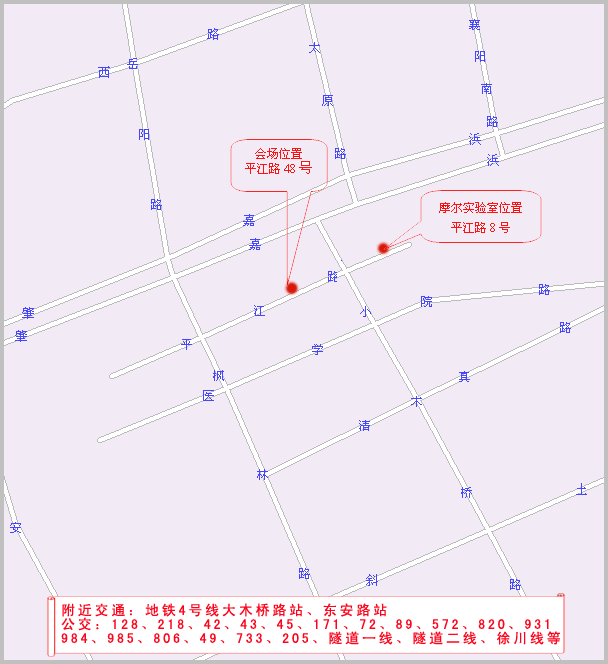 西
岳
路
阳
路
太
原
路
襄
阳
南
路
浜
浜
嘉
嘉
肇
肇
会场位置
平江路 48 号
摩尔实验室位置
平江路 8 号
平
江
路
小
木
桥
路
医
学
院
路
枫
林
路
清
真
路
斜
土
安
附近交通：地铁4号线大木桥路站、东安路站
公交：128、218、42、43、45、171、72、89、572、820、931
984、985、806、49、733、205、隧道一线、隧道二线、徐川线等